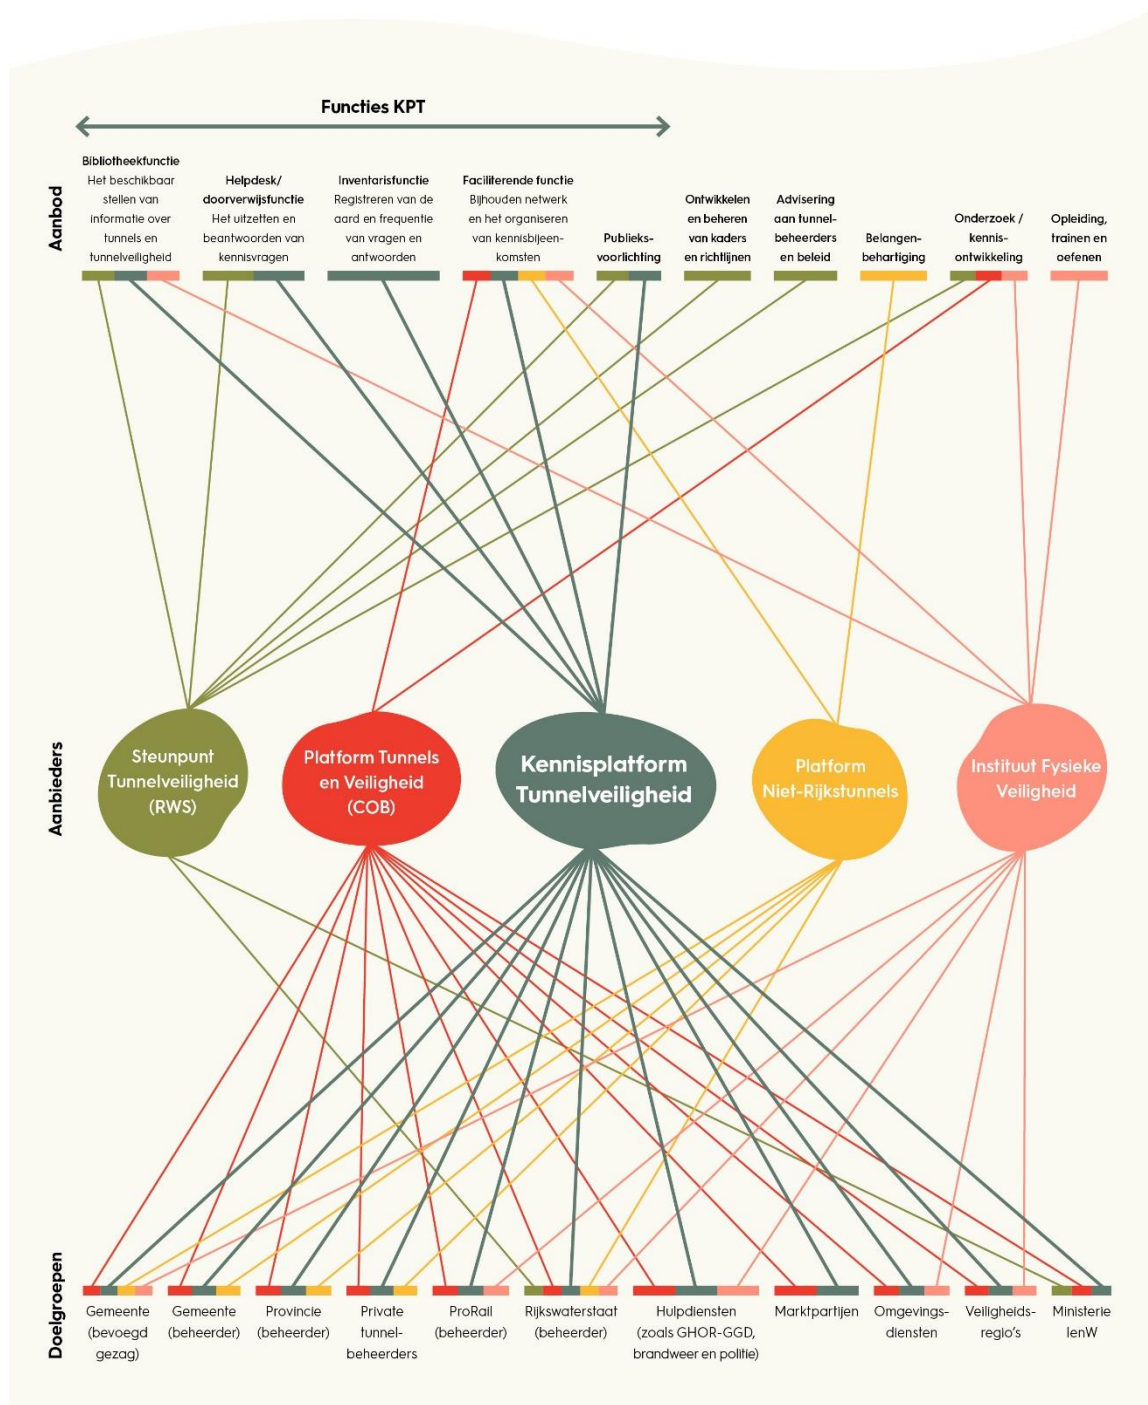 Functies KPT
Aanbod
Bibliotheekfunctie
Het beschikbaar
stellen van
informatie over
tunnels en
tunnelveiligheid
Helpdesk/
doorverwijsfunctie
Het uitzetten en
beantwoorden van
kennisvragen
Inventarisfunctie
Registreren van de
aard en frequentie
van vragen en
antwoorden
Faciliterende functie
Bijhouden netwerk
en het organiseren
van kennisbijeen-
komsten
Publieks-
voorlichting
Ontwikkelen
en beheren
van kaders
en richtlijnen
Advisering
aan tunnel-
beheerders
en beleid
Belangen-
behartiging
Onderzoek /
kennis-
ontwikkeling
Opleiding,
trainen en
oefenen
Aanbieders
Steunpunt
Tunnelveiligheid
(RWS)
Platform Tunnels
en Veiligheid
(COB)
Kennisplatform
Tunnelveiligheid
Platform
Niet-Rijkstunnels
Instituut Fysieke
Veiligheid
Doelgroepen
Gemeente
(bevoegd
gezag)
Gemeente
(beheerder)
Provincie
(beheerder)
Private
tunnel-
beheerders
ProRail
(beheerder)
Rijkswaterstaat
(beheerder)
Hulpdiensten
(zoals GHOR-GGD,
brandweer en politie)
Marktpartijen
Omgevings-
diensten
Veiligheids-
regio's
Ministerie
IenW